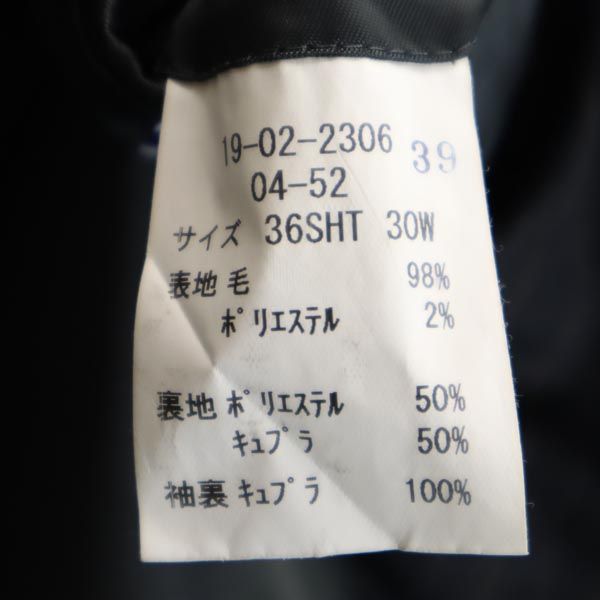 19-02-2306 39
04-52
サイズ 36SHT 30W
表地 毛 98%
ポリエステル 2%
裏地 ポリエステル 50%
キュプラ 50%
袖裏 キュプラ 100%